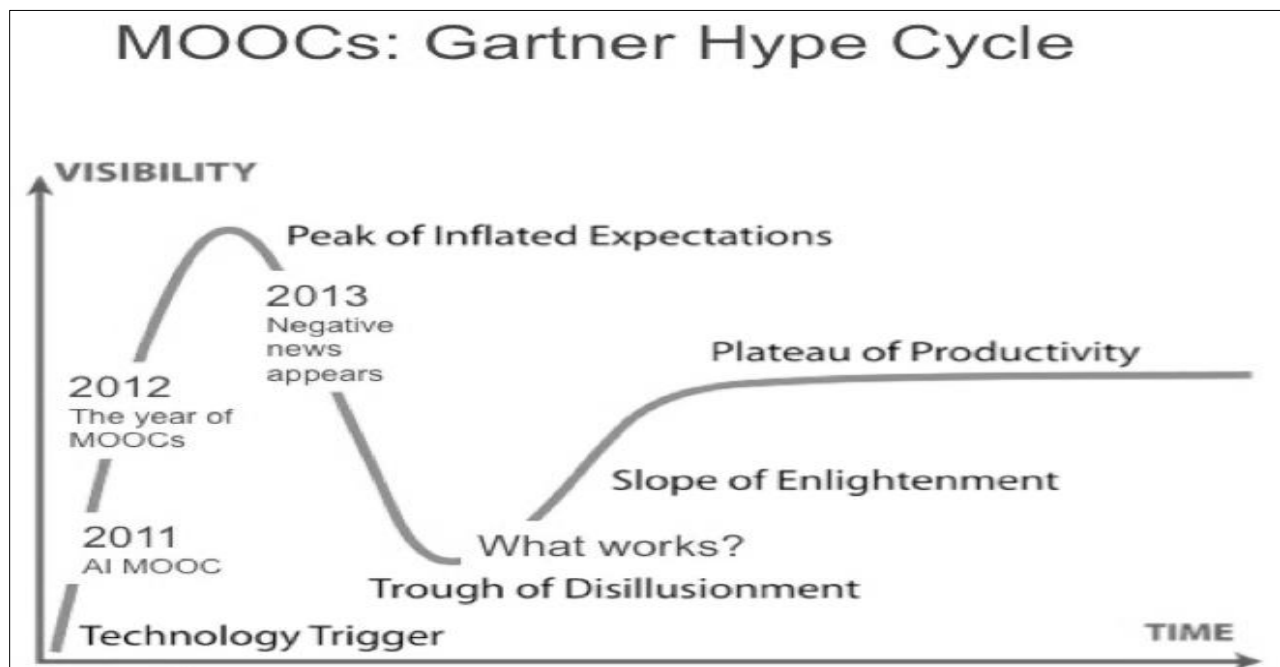 MOOCs: Gartner Hype Cycle
VISIBILITY
Peak of Inflated Expectations
2013
Negative
news
appears
Plateau of Productivity
2012
The year of
MOOCs
Slope of Enlightenment
2011
AI MOOC
What works?
Trough of Disillusionment
Technology Trigger
TIME